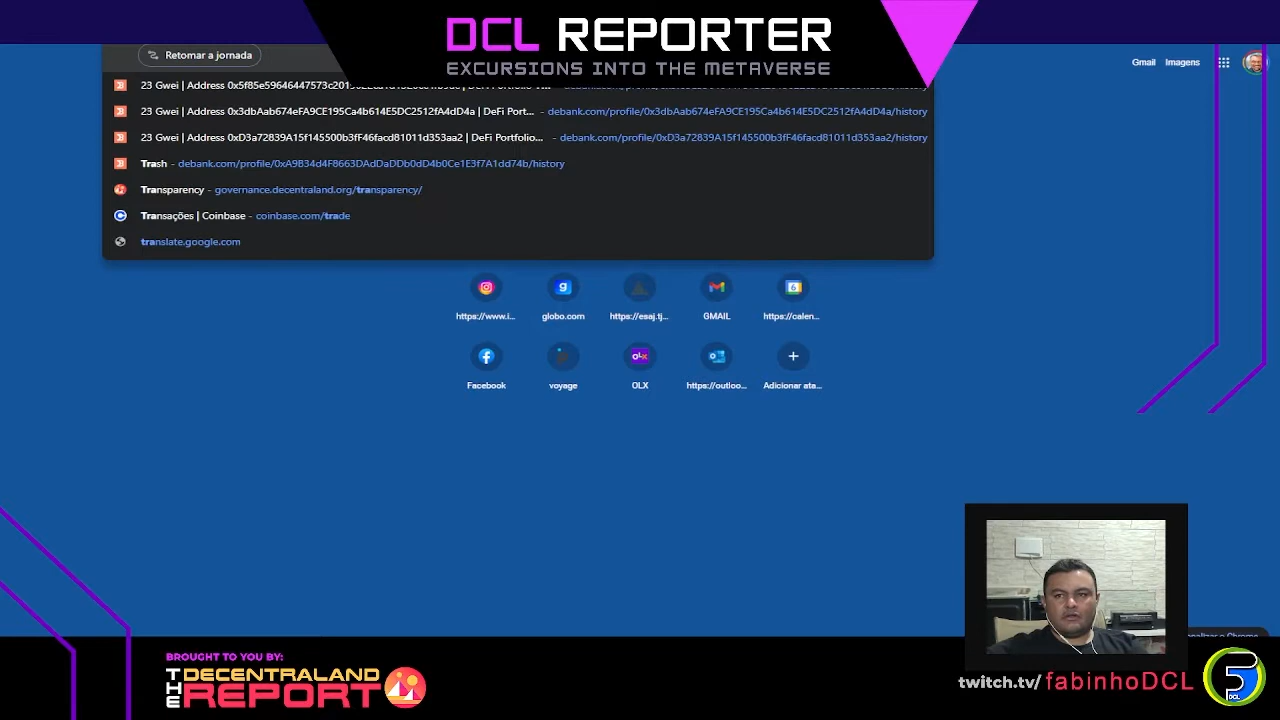 DCL REPORTER
EXCURSIONS INTO THE METAVERSE
Retomar a jornada
Gmail Imagens
23 Gwei | Address
23 Gwei | Address 0x3dbAab674eFA9CE195Ca4b614E5DC2512fA4dD4a | DeFi Port... - debank.com/profile/0x3dbAab674eFA9CE195Ca4b614E5DC2512fA4dD4a/history
23 Gwei | Address 0xD3a72839A15f145500b3fF46facd81011d353aa2 | DeFi Portfolio... - debank.com/profile/0xD3a72839A15f145500b3fF46facd81011d353aa2/history
Trash - debank.com/profile/0xA9B34d4F8663DAdDaDDb0dD4b0Ce1E3f7A1dd74b/history
Transparency - governance.decentraland.org/transparency/
Transações | Coinbase - coinbase.com/trade
translate.google.com
https://www.i... globo.com https://esaj.tj... GMAIL https://calen...
Facebook voyage OLX https://outloo... Adicionar ata...
BROUGHT TO YOU BY:
THE DECENTRALAND REPORT
twitch.tv/fabinhoDCL
DCL